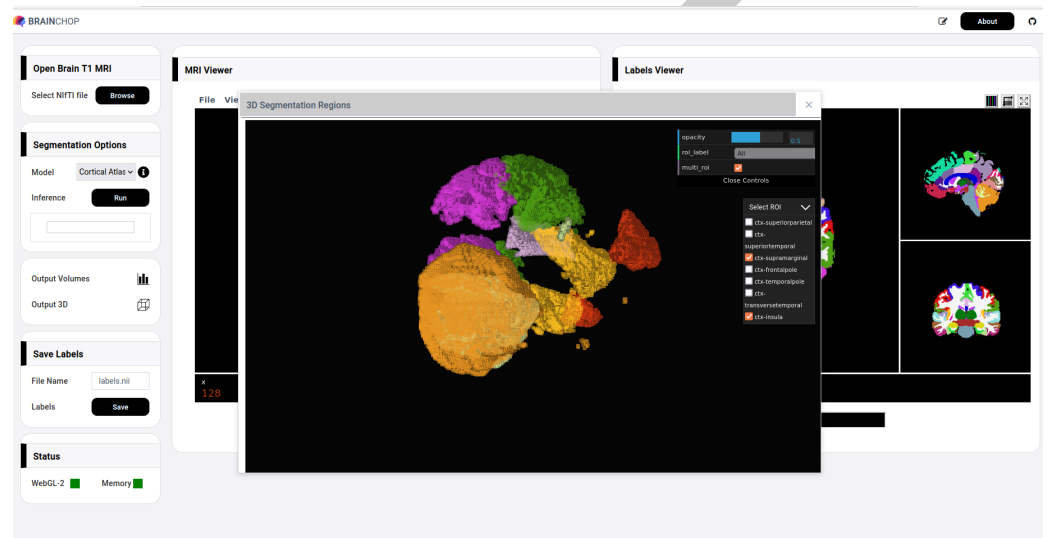 BRAINCHOP
About
Open Brain T1 MRI
Select NIfTI file
Browse
Segmentation Options
Model
Cortical Atlas
Inference
Run
Output Volumes
Output 3D
Save Labels
File Name
labels.nii
Labels
Save
Status
WebGL-2
Memory
MRI Viewer
File Vie
x
128
3D Segmentation Regions
×
opacity
0.5
roi_label
All
multi_roi
Close Controls
Select ROI
ctx-superiorparietal
ctx-
superiortemporal
ctx-supramarginal
ctx-frontalpole
ctx-temporalpole
ctx-
transversetemporal
ctx-insula
Labels Viewer